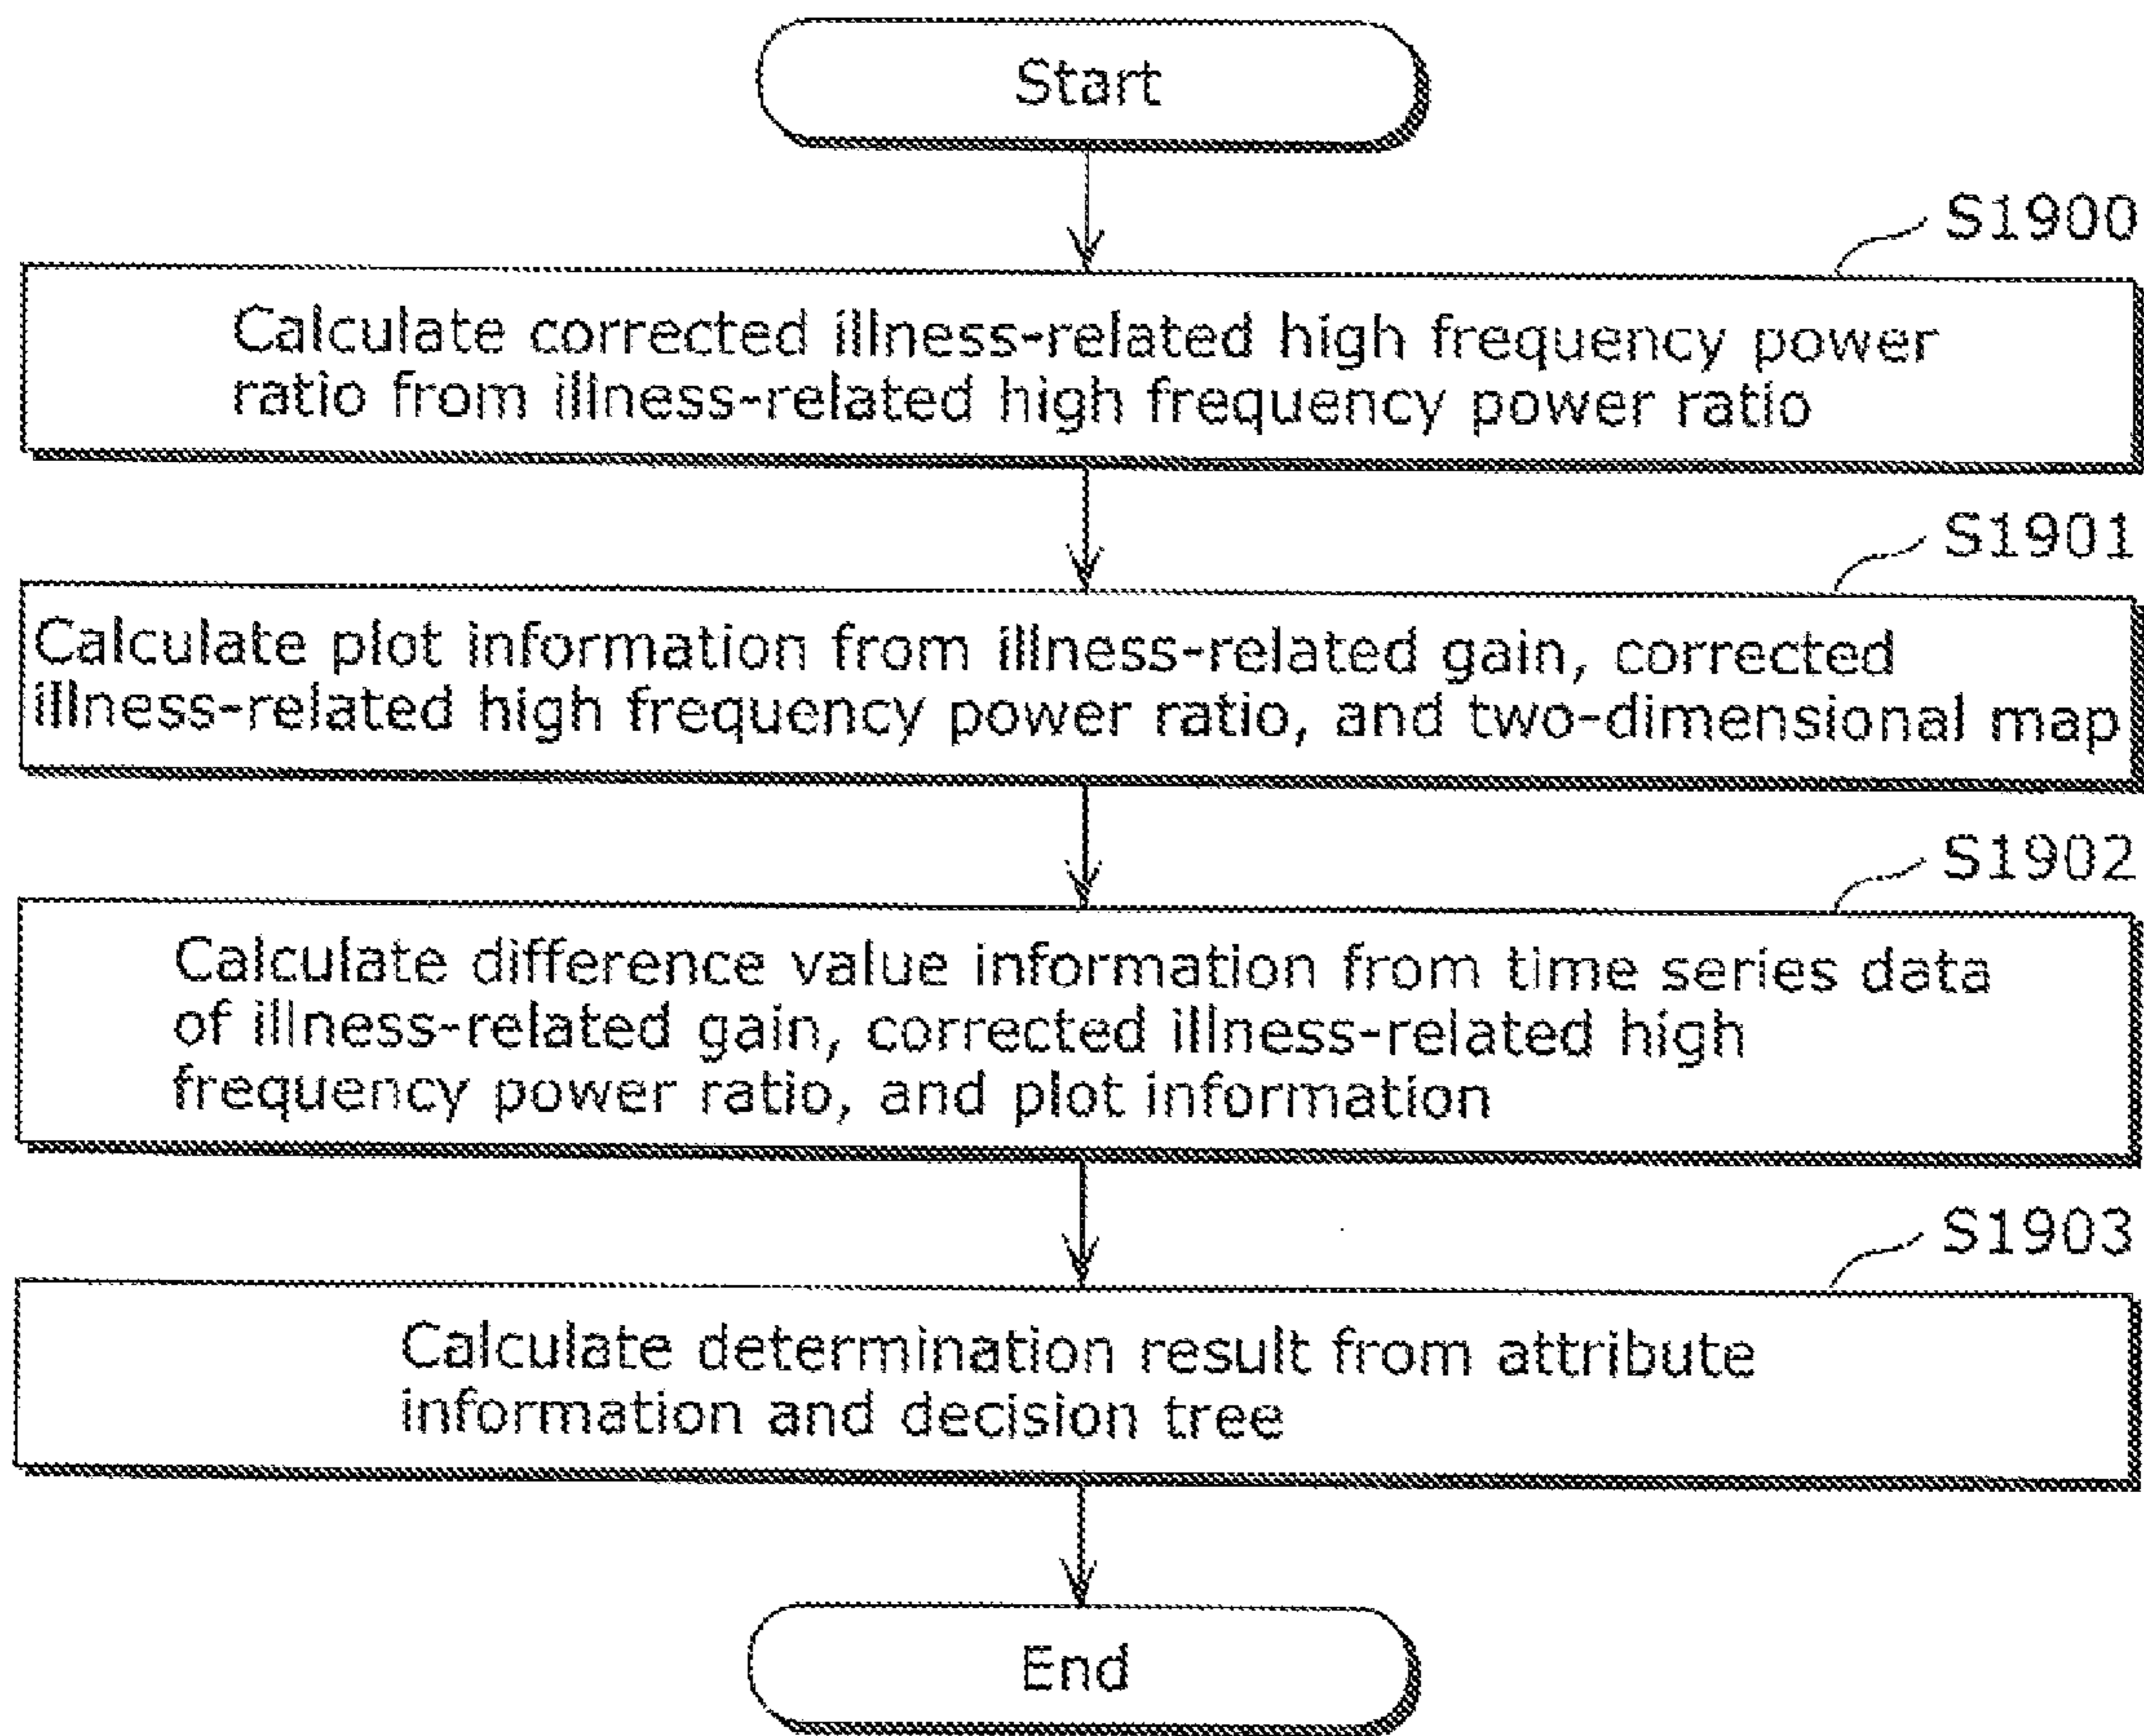 Start
S1900
Calculate corrected illness-related high frequency power
ratio from illness-related high frequency power ratio
S1901
Calculate plot information from illness-related gain, corrected
illness-related high frequency power ratio, and two-dimensional map
S1902
Calculate difference value information from time series data
of illness-related gain, corrected illness-related high
frequency power ratio, and plot information
S1903
Calculate determination result from attribute
information and decision tree
End